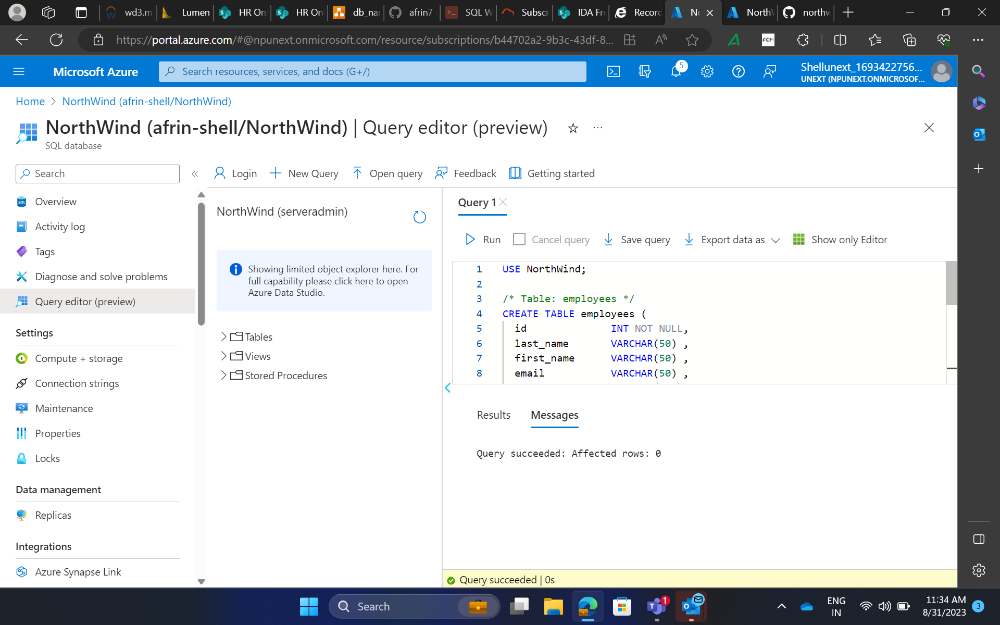 wd3.m
Lumen
HR Onl
HR Onl
db_nar
afrin7
SQL W
Subscr
IDA Fre
Record
No
NorthW
northw
https://portal.azure.com/#@npunext.onmicrosoft.com/resource/subscriptions/b44702a2-9b3c-43df-8...
FCM
Microsoft Azure
Search resources, services, and docs (G+/)
5
Shellunext_1693422756...
UNEXT (NPUNEXT.ONMICROSOF...
Home > NorthWind (afrin-shell/NorthWind)
NorthWind (afrin-shell/NorthWind) | Query editor (preview)
SQL database
Search
Login
New Query
Open query
Feedback
Getting started
Overview
Activity log
Tags
Diagnose and solve problems
Query editor (preview)
Settings
Compute + storage
Connection strings
Maintenance
Properties
Locks
Data management
Replicas
Integrations
Azure Synapse Link
NorthWind (serveradmin)
Showing limited object explorer here. For
full capability please click here to open
Azure Data Studio.
Tables
Views
Stored Procedures
Query 1
Run
Cancel query
Save query
Export data as
Show only Editor
1 USE NorthWind;
2
3 /* Table: employees */
4 CREATE TABLE employees (
5 id INT NOT NULL,
6 last_name VARCHAR(50) ,
7 first_name VARCHAR(50) ,
8 email VARCHAR(50) ,
Results
Messages
Query succeeded: Affected rows: 0
Query succeeded | 0s
Search
1
ENG
IN
11:34 AM
8/31/2023
3